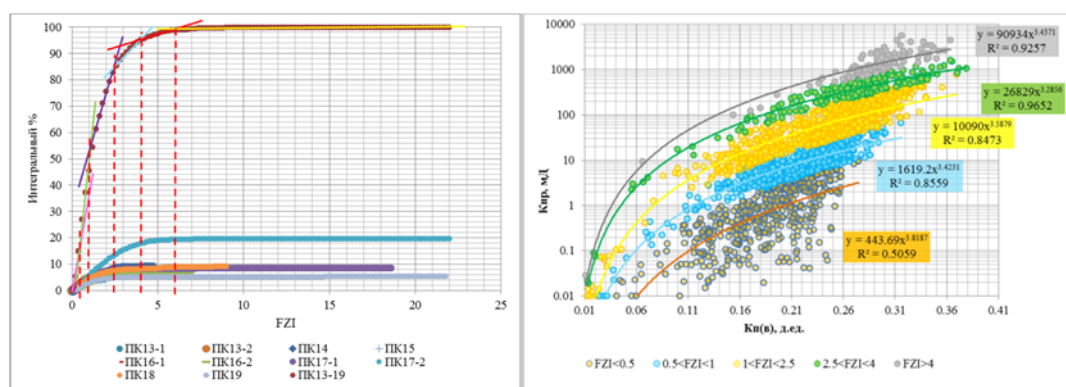 Интегральный %
100
90
80
70
60
50
40
30
20
10
0
0 5 10 15 20 25
FZI
ПК13-1 ПК13-2 ПК14 ПК15
ПК16-1 ПК16-2 ПК17-1 ПК17-2
ПК18 ПК19 ПК13-19
Кпр, мД
10000
1000
100
10
1
0.1
0.01
y = 90934x^3.4371
R² = 0.9257
y = 26829x^3.2856
R² = 0.9652
y = 10090x^3.5879
R² = 0.8473
y = 1619.2x^3.4231
R² = 0.8559
y = 443.69x^3.8187
R² = 0.5059
0.01 0.06 0.11 0.16 0.21 0.26 0.31 0.36 0.41
Кп(в), д.ед.
FZI<0.5 0.5<FZI<1 1<FZI<2.5 2.5<FZI<4 FZI>4